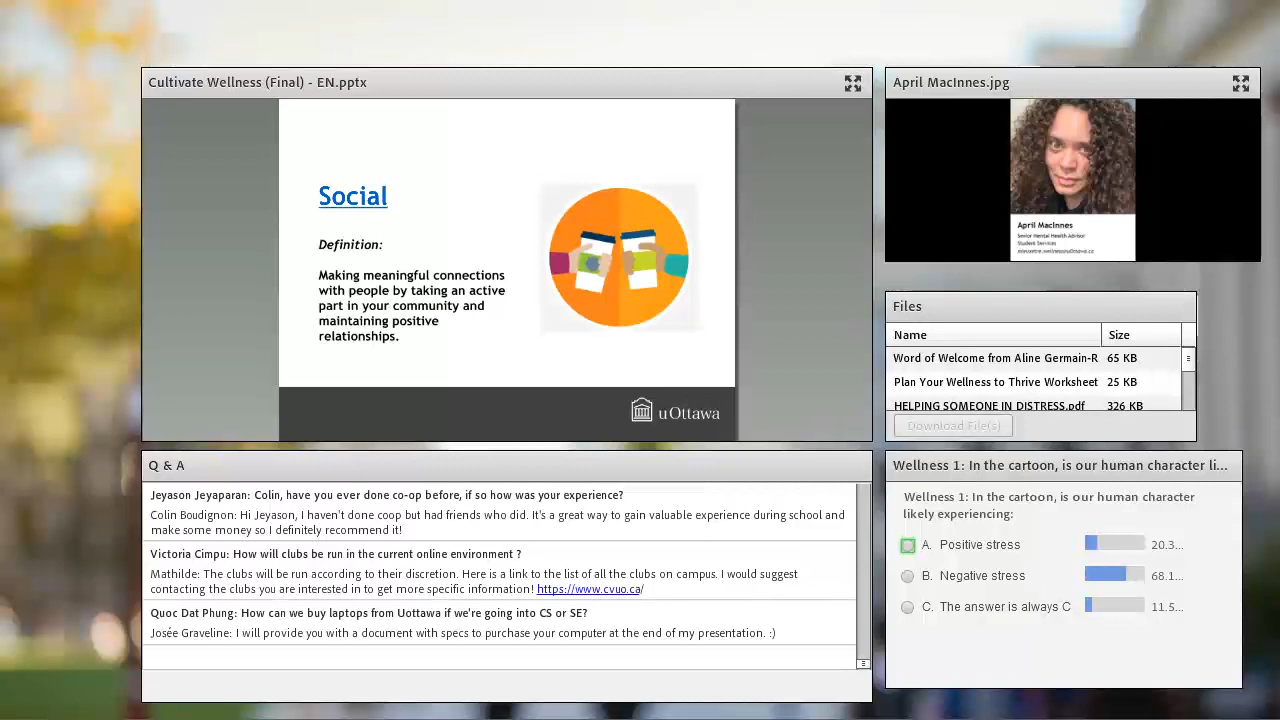 Cultivate Wellness (Final) - EN.pptx
Social
Definition:
Making meaningful connections
with people by taking an active
part in your community and
maintaining positive
relationships.
uOttawa
April MacInnes.jpg
April MacInnes
Senior Mental Health Advisor
Student Services
Files
Name Size
Word of Welcome from Aline Germain-R 65 KB
Plan Your Wellness to Thrive Worksheet 25 KB
HELPING SOMEONE IN DISTRESS.pdf 326 KB
Download File(s)
Q & A
Jeyason Jeyaparan: Colin, have you ever done co-op before, if so how was your experience?
Colin Boudignon: Hi Jeyason, I haven't done coop but had friends who did. It's a great way to gain valuable experience during school and
make some money so I definitely recommend it!
Victoria Cimpu: How will clubs be run in the current online environment ?
Mathilde: The clubs will be run according to their discretion. Here is a link to the list of all the clubs on campus. I would suggest
contacting the clubs you are interested in to get more specific information! https://www.cvuo.ca/
Quoc Dat Phung: How can we buy laptops from Uottawa if we're going into CS or SE?
Josée Graveline: I will provide you with a document with specs to purchase your computer at the end of my presentation. :)
Wellness 1: In the cartoon, is our human character li...
Wellness 1: In the cartoon, is our human character
likely experiencing:
A. Positive stress 20.3...
B. Negative stress 68.1...
C. The answer is always C 11.5...